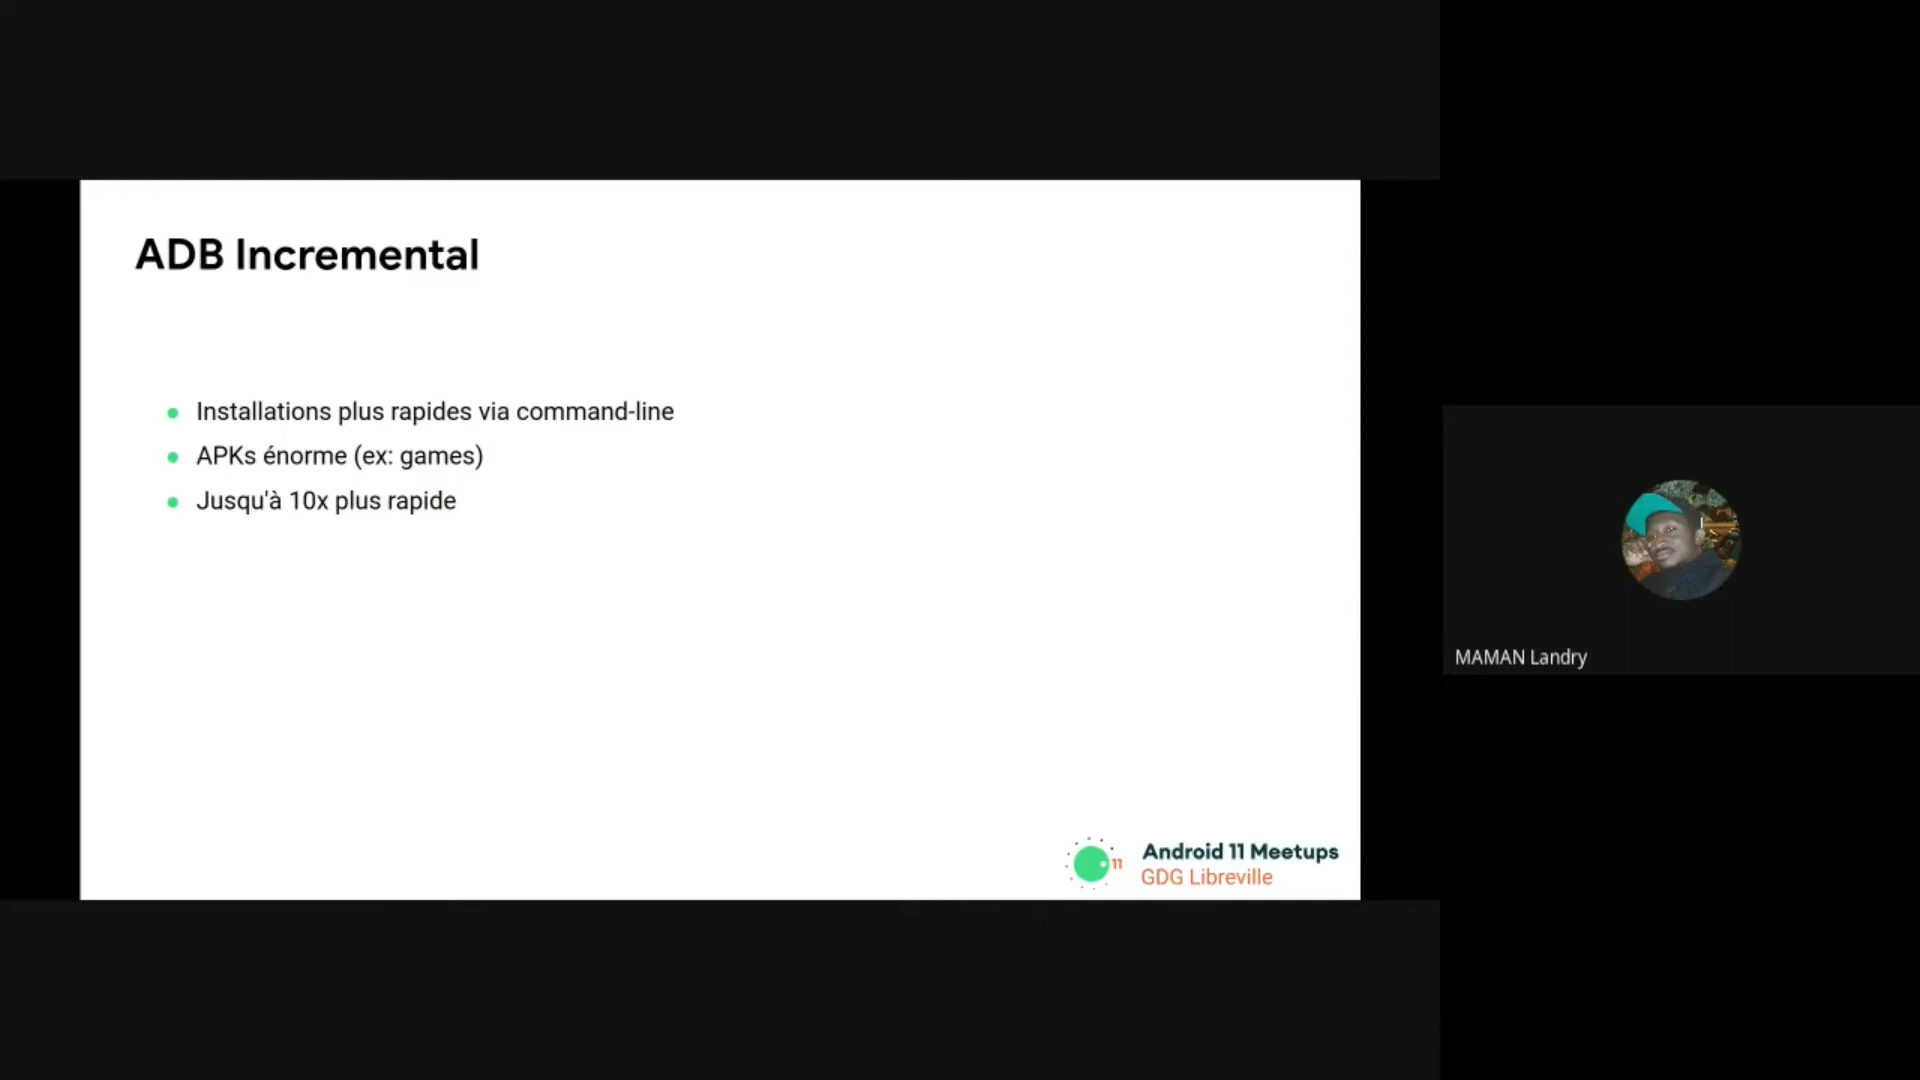 ADB Incremental
Installations plus rapides via command-line
APKs énorme (ex: games)
Jusqu'à 10x plus rapide
11
Android 11 Meetups
GDG Libreville
MAMAN Landry